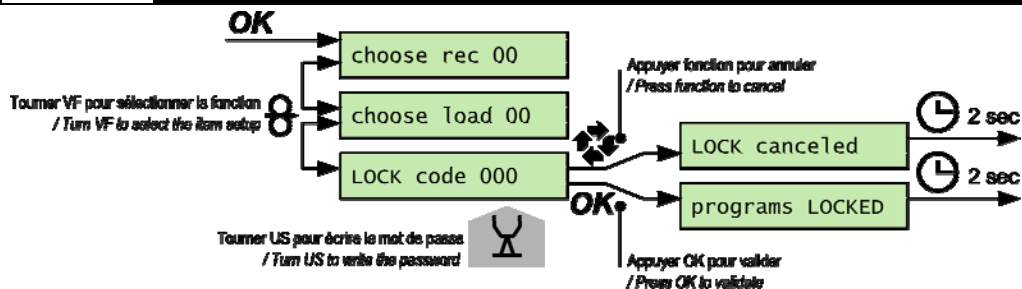 OK
choose rec 00
Appuyer fonction pour annuler
/ Press function to cancel
Tourner VF pour sélectionner la fonction
/ Turn VF to select the item setup
choose load 00
2 sec
LOCK canceled
LOCK code 000
2 sec
OK
programs LOCKED
Tourner US pour écrire le mot de passe
/ Turn US to write the password
Appuyer OK pour valider
/ Press OK to validate